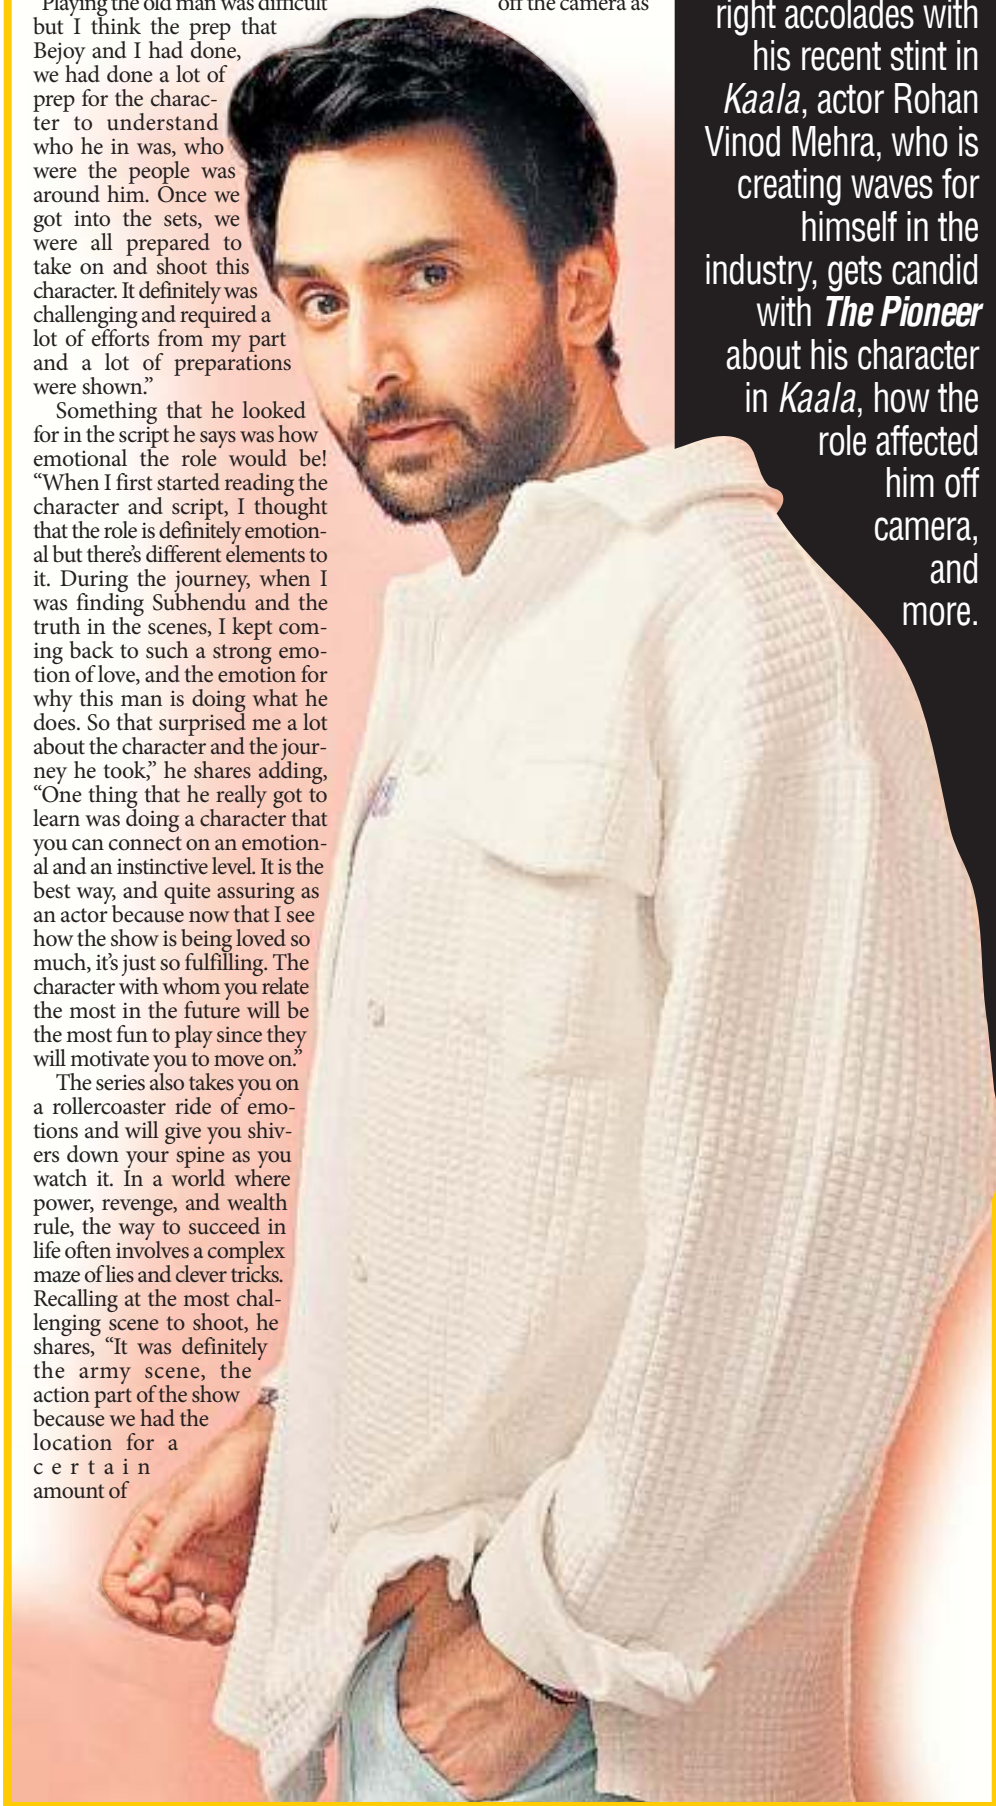 "Playing the old man was difficult
but I think the prep that
Bejoy and I had done,
we had done a lot of
prep for the charac-
ter to understand
who he in was, who
were the people was
around him. Once we
got into the sets, we
were all prepared to
take on and shoot this
character. It definitely was
challenging and required a
lot of efforts from my part
and a lot of preparations
were shown.”
Something that he looked
for in the script he says was how
emotional the role would be!
“When I first started reading the
character and script, I thought
that the role is definitely emotion-
al but there’s different elements to
it. During the journey, when I
was finding Subhendu and the
truth in the scenes, I kept com-
ing back to such a strong emo-
tion of love, and the emotion for
why this man is doing what he
does. So that surprised me a lot
about the character and the jour-
ney he took,” he shares adding,
“One thing that he really got to
learn was doing a character that
you can connect on an emotion-
al and an instinctive level. It is the
best way, and quite assuring as
an actor because now that I see
how the show is being loved so
much, it’s just so fulfilling. The
character with whom you relate
the most in the future will be
the most fun to play since they
will motivate you to move on.”
The series also takes you on
a rollercoaster ride of emo-
tions and will give you shiv-
ers down your spine as you
watch it. In a world where
power, revenge, and wealth
rule, the way to succeed in
life often involves a complex
maze of lies and clever tricks.
Recalling at the most chal-
lenging scene to shoot, he
shares, “It was definitely
the army scene, the
action part of the show
because we had the
location for a
certain
amount of
off the camera as
right accolades with
his recent stint in
Kaala, actor Rohan
Vinod Mehra, who is
creating waves for
himself in the
industry, gets candid
with The Pioneer
about his character
in Kaala, how the
role affected
him off
camera,
and
more.